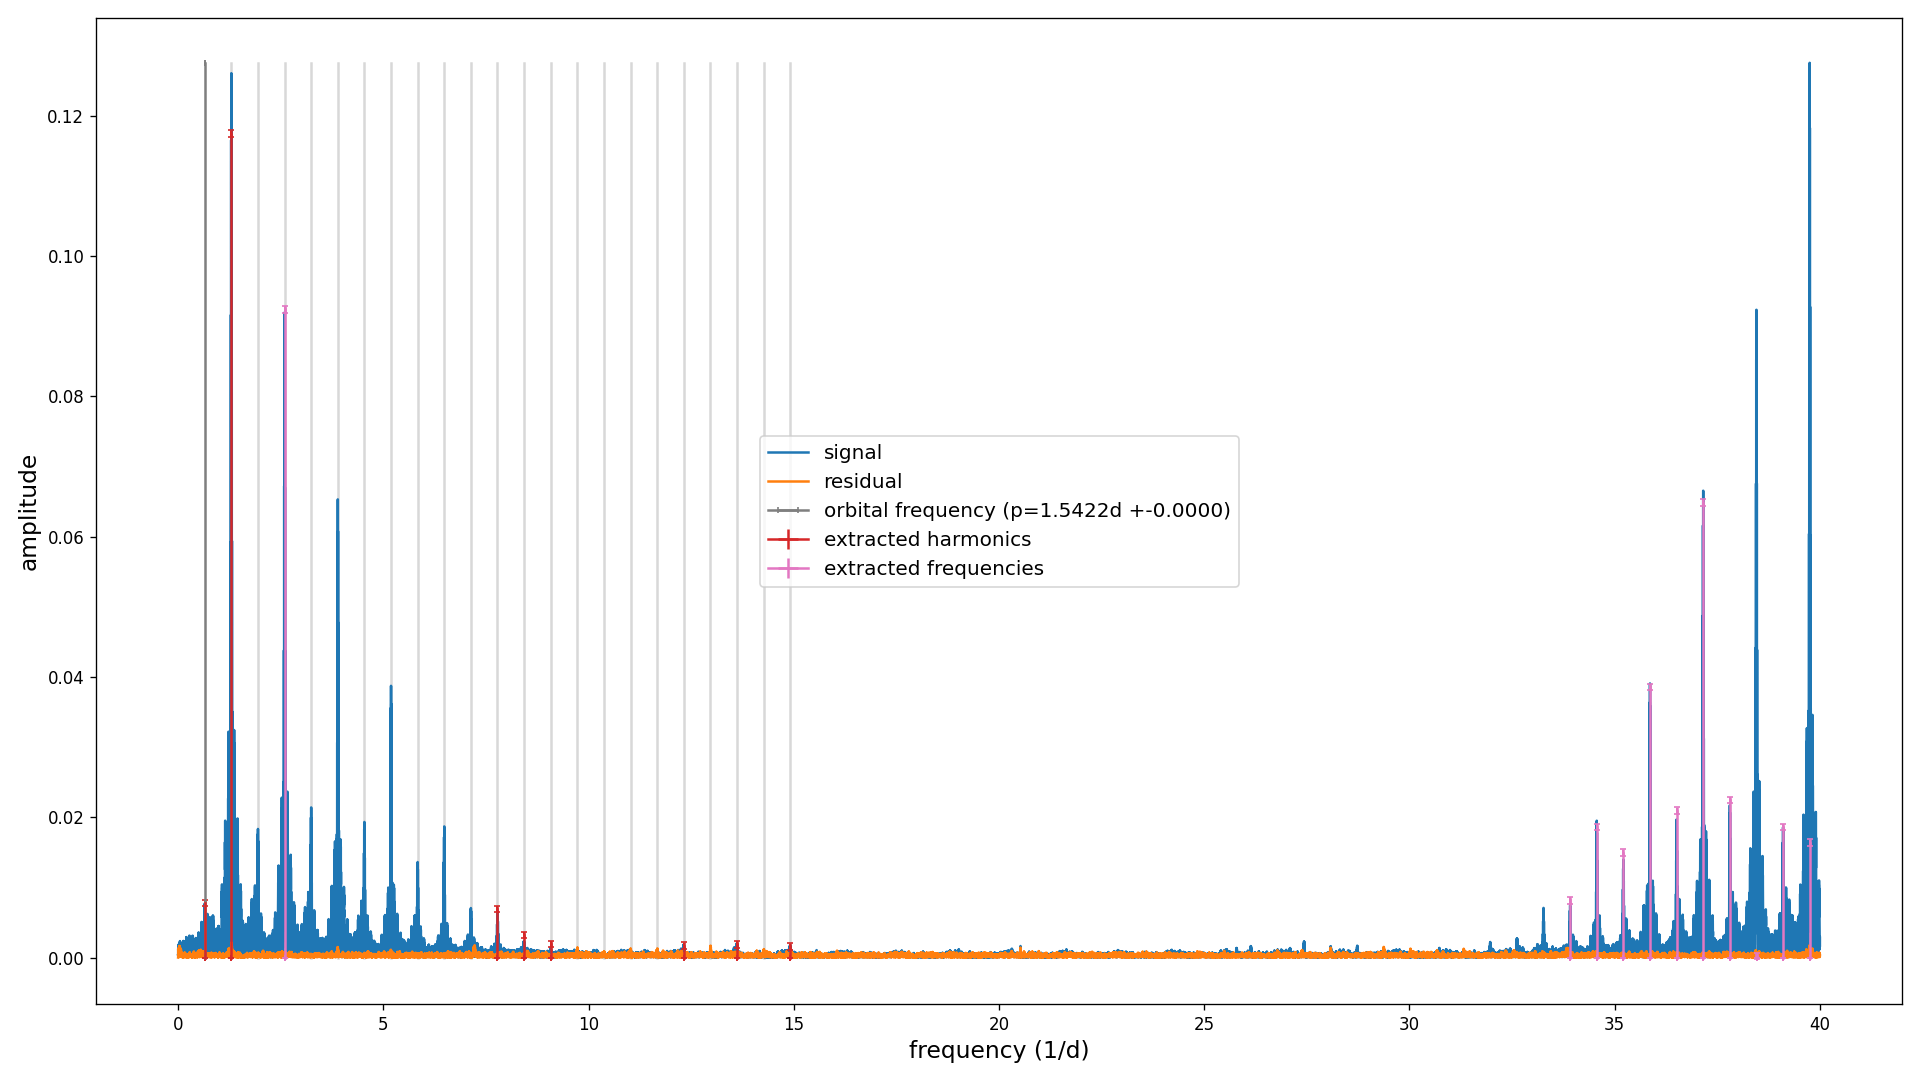 0.12
0.10
0.08
0.06
0.04
0.02
0.00
amplitude
signal
residual
orbital frequency (p=1.5422d +-0.0000)
extracted harmonics
extracted frequencies
0 5 10 15 20 25 30 35 40
frequency (1/d)